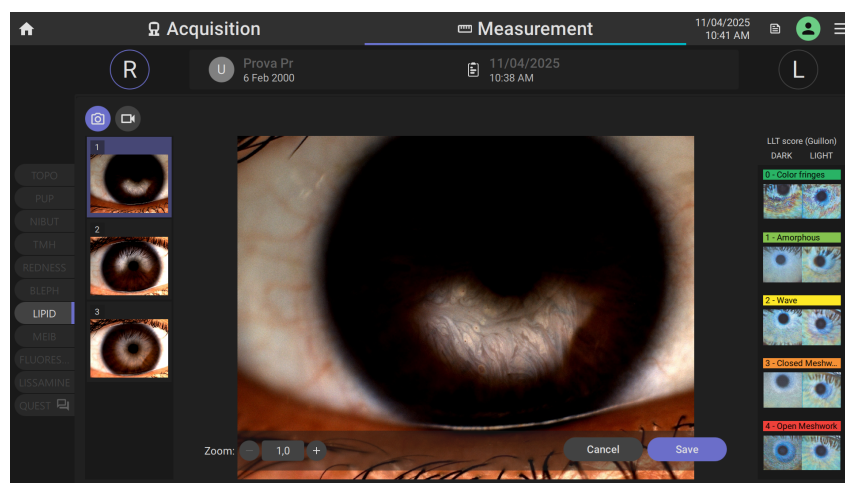 Acquisition
Measurement
11/04/2025
10:41 AM
R
U
Prova Pr
6 Feb 2000
11/04/2025
10:38 AM
L
TOPO
PUP
NIBUT
TMH
REDNESS
BLEPH
LIPID
MEIB
FLUORES...
LISSAMINE
QUEST
1
2
3
Zoom: - 1,0 +
Cancel
Save
LLT score (Guillon)
DARK LIGHT
0 - Color fringes
1 - Amorphous
2 - Wave
3 - Closed Meshw...
4 - Open Meshwork